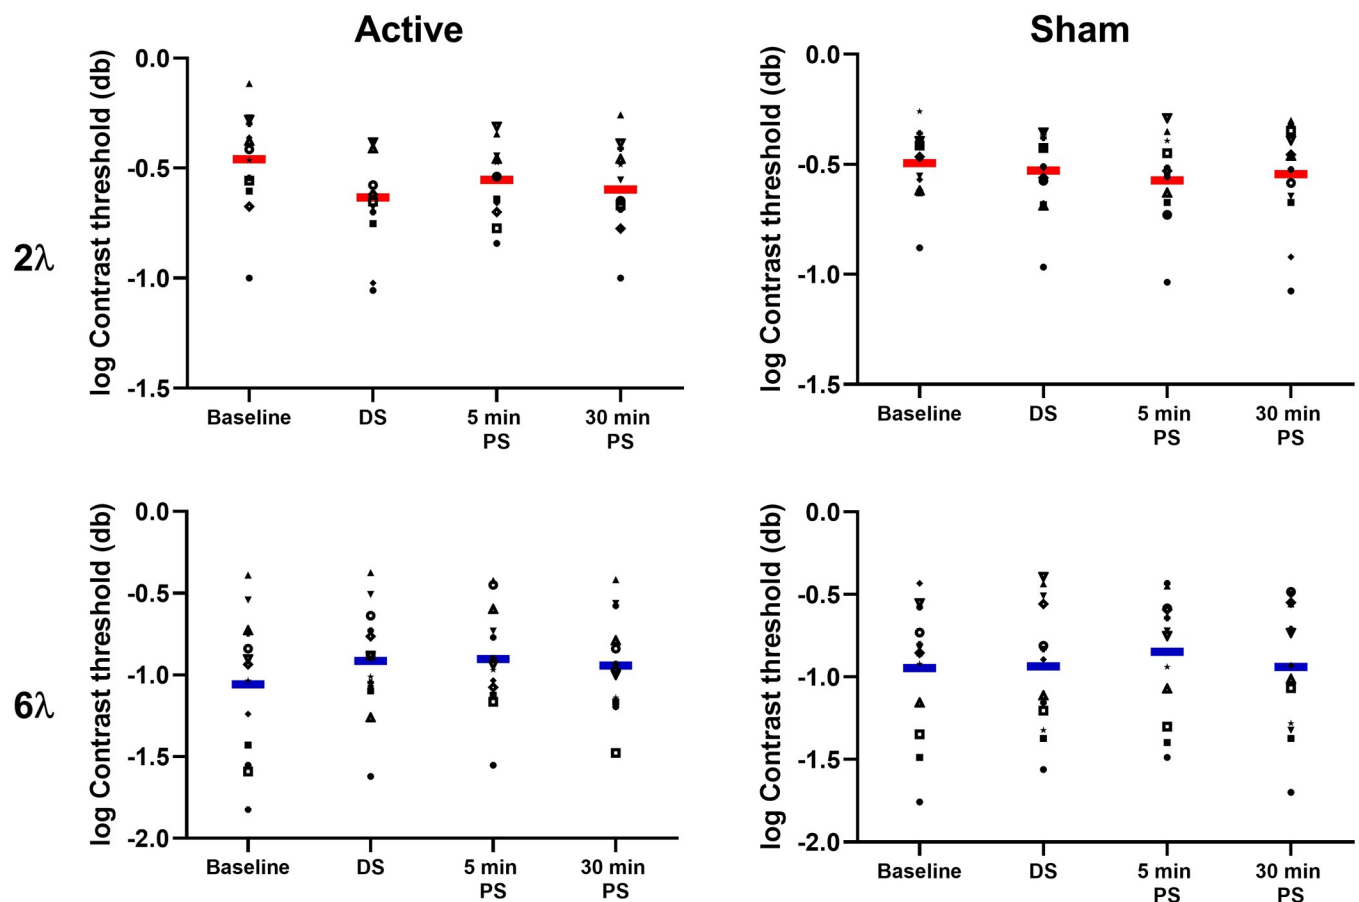 Active
Sham
2λ
log Contrast threshold (db)
0.0
-0.5
-1.0
-1.5
Baseline
DS
5 min
PS
30 min
PS
log Contrast threshold (db)
0.0
-0.5
-1.0
-1.5
Baseline
DS
5 min
PS
30 min
PS
6λ
log Contrast threshold (db)
0.0
-0.5
-1.0
-1.5
-2.0
Baseline
DS
5 min
PS
30 min
PS
log Contrast threshold (db)
0.0
-0.5
-1.0
-1.5
-2.0
Baseline
DS
5 min
PS
30 min
PS